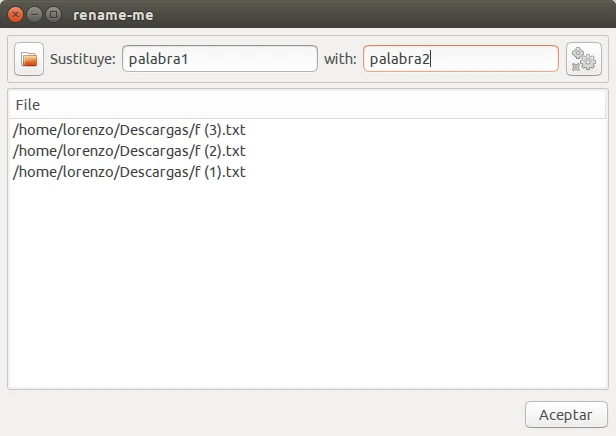 rename-me
Sustituye: palabra1 with: palabra2
File
/home/lorenzo/Descargas/f (3).txt
/home/lorenzo/Descargas/f (2).txt
/home/lorenzo/Descargas/f (1).txt
Aceptar